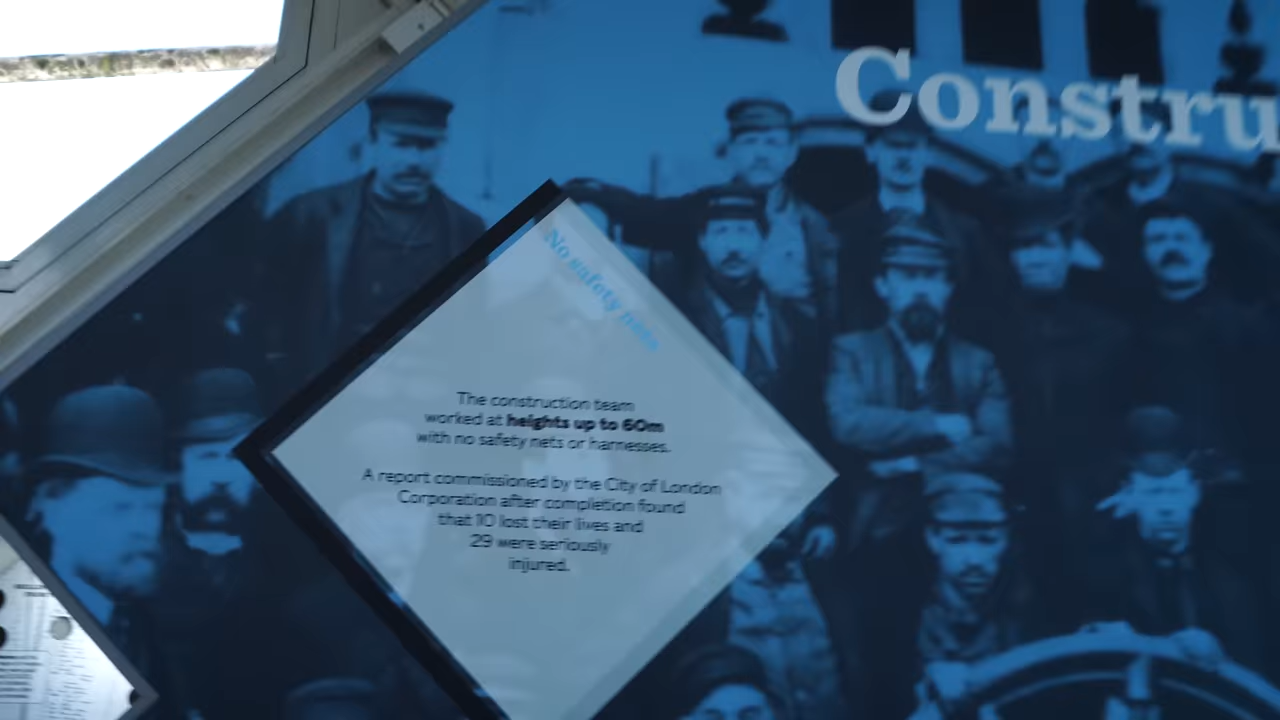 Constru
No safety nets
The construction team
worked at heights up to 60m
with no safety nets or harnesses.
A report commissioned by the City of London
Corporation after completion found
that 10 lost their lives and
29 were seriously
injured.